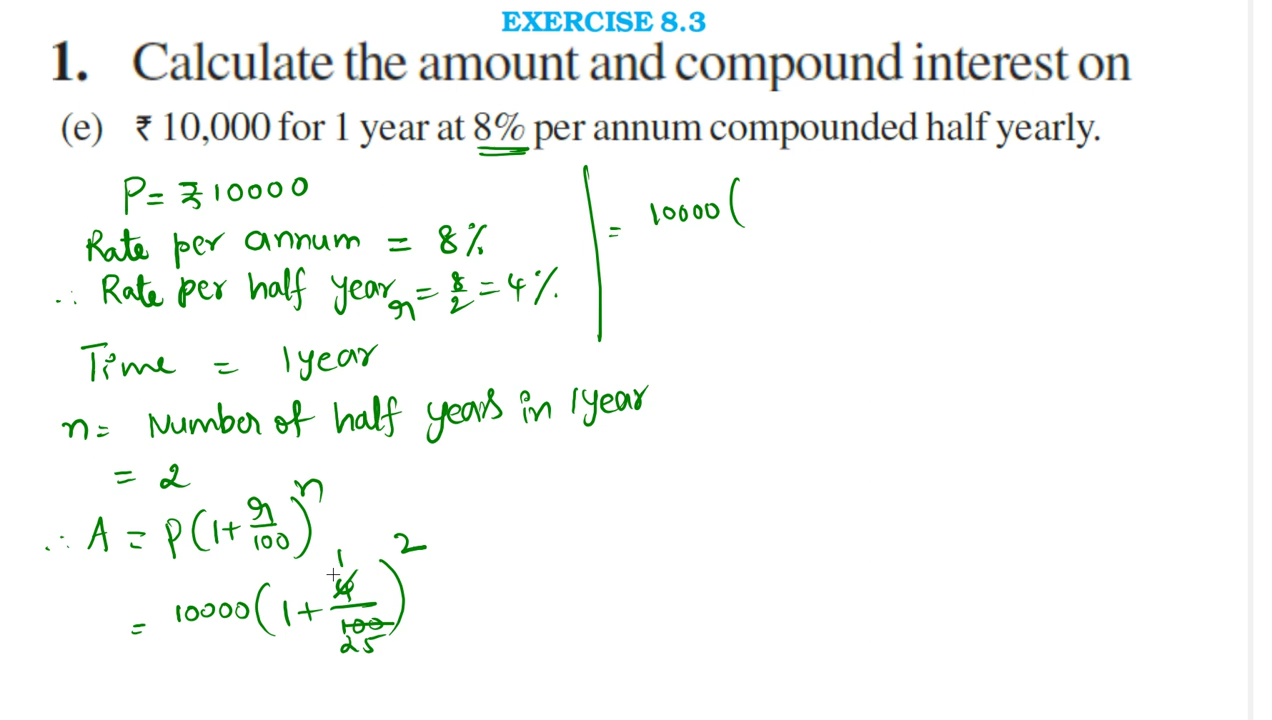 EXERCISE 8.3
1. Calculate the amount and compound interest on
(e) ₹ 10,000 for 1 year at 8% per annum compounded half yearly.
P = ₹10000
Rate per annum = 8%
∴ Rate per half year r = 8/2 = 4%
Time = 1 year
n = Number of half years in 1 year
= 2
∴ A = P(1 + r/100)^n
= 10000(1 + 4/100)^2
1
25
= 10000(